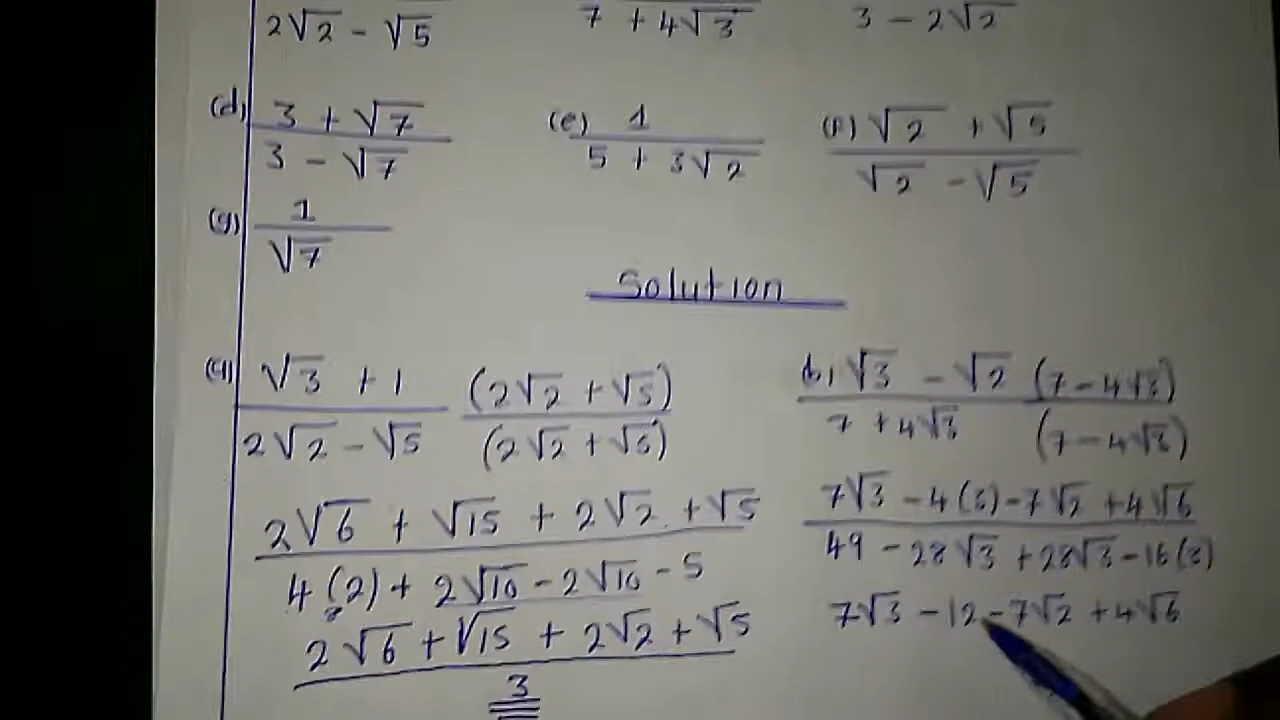 2√2 - √5    7 + 4√3    3 - 2√2
(d) 3 + √7    (e) 1    (f) √2 + √5
3 - √7    5 + 3√2    √2 - √5
(g) 1
√7
Solution
(a) √3 + 1 (2√2 + √5)    (b) √3 - √2 (7 - 4√3)
2√2 - √5 (2√2 + √5)    7 + 4√3 (7 - 4√3)
2√6 + √15 + 2√2 + √5    7√3 - 4(3) - 7√2 + 4√6
4(2) + 2√10 - 2√10 - 5    49 - 28√3 + 28√3 - 16(3)
8
2√6 + √15 + 2√2 + √5    7√3 - 12 - 7√2 + 4√6
3